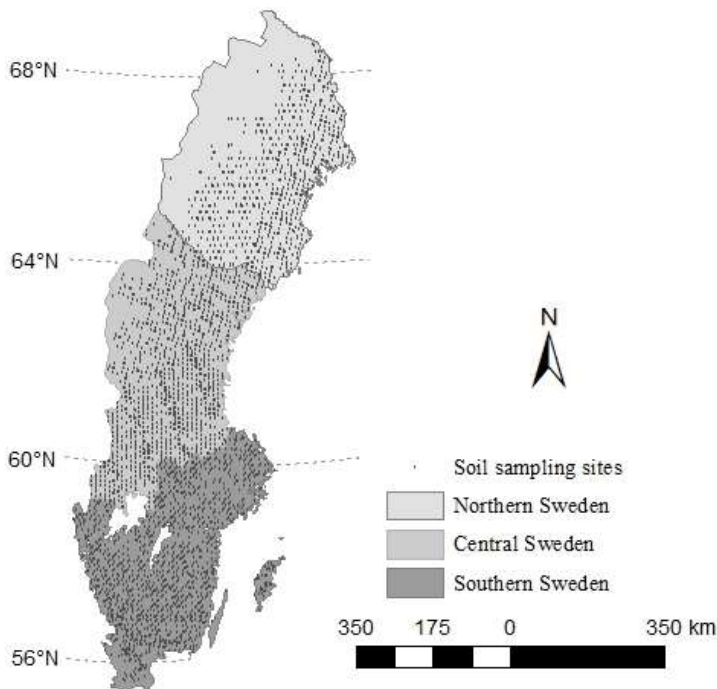 68°N
64°N
60°N
56°N
N
Soil sampling sites
Northern Sweden
Central Sweden
Southern Sweden
350 175 0 350 km